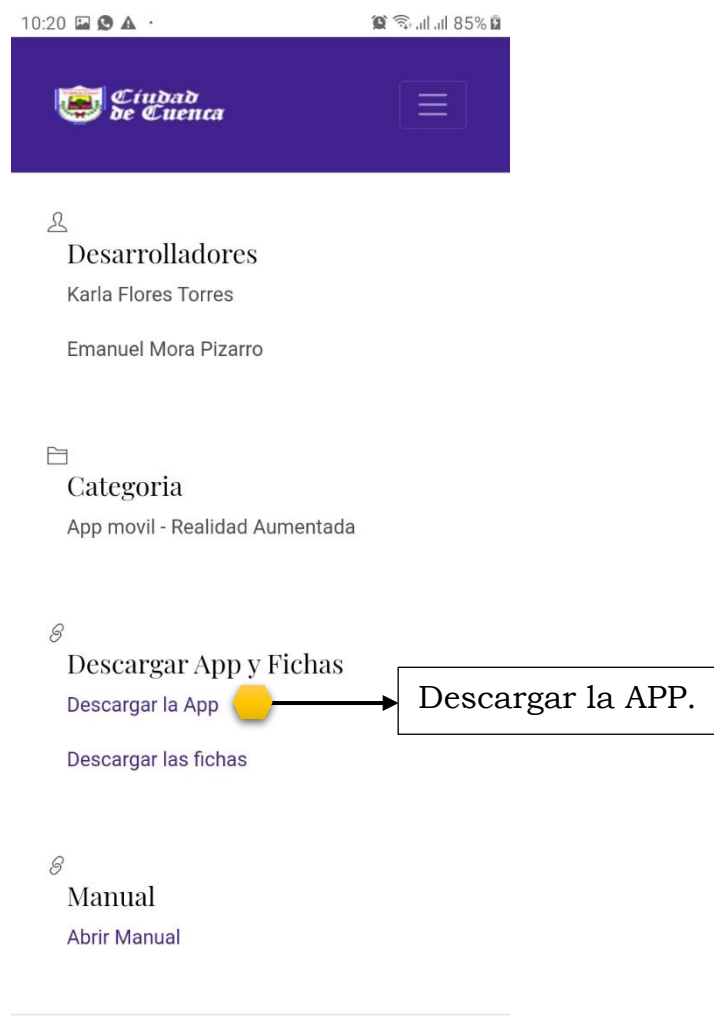 10:20
85%
Ciudad
de Cuenca
Desarrolladores
Karla Flores Torres
Emanuel Mora Pizarro
Categoria
App movil - Realidad Aumentada
Descargar App y Fichas
Descargar la App
Descargar la APP.
Descargar las fichas
Manual
Abrir Manual